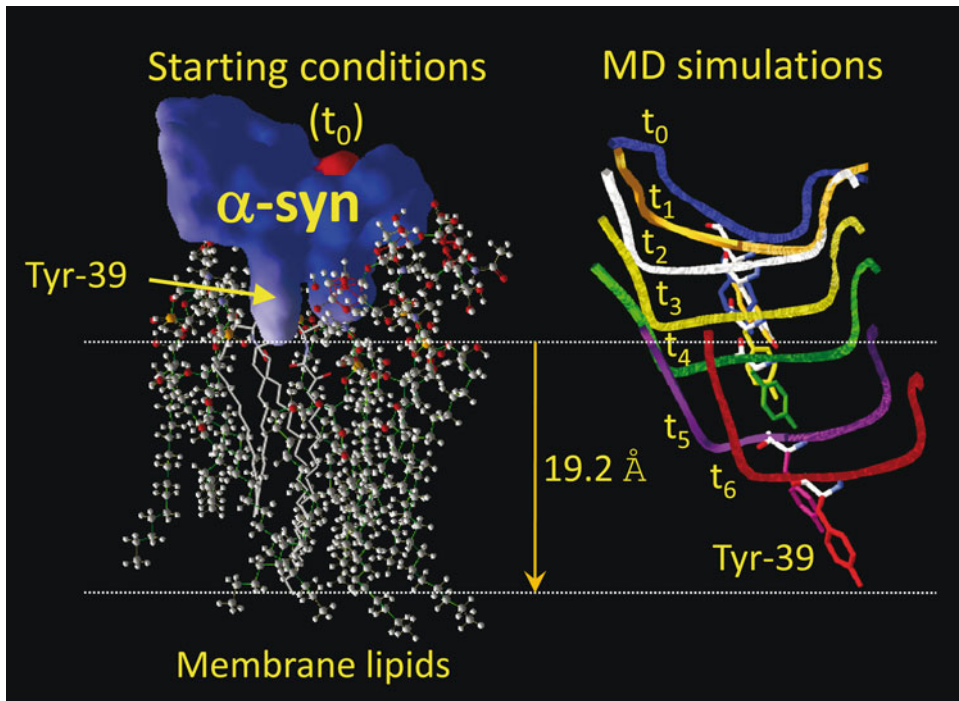 Starting conditions
(t0)
α-syn
Tyr-39
Membrane lipids
19.2 Å
MD simulations
t0
t1
t2
t3
t4
t5
t6
Tyr-39